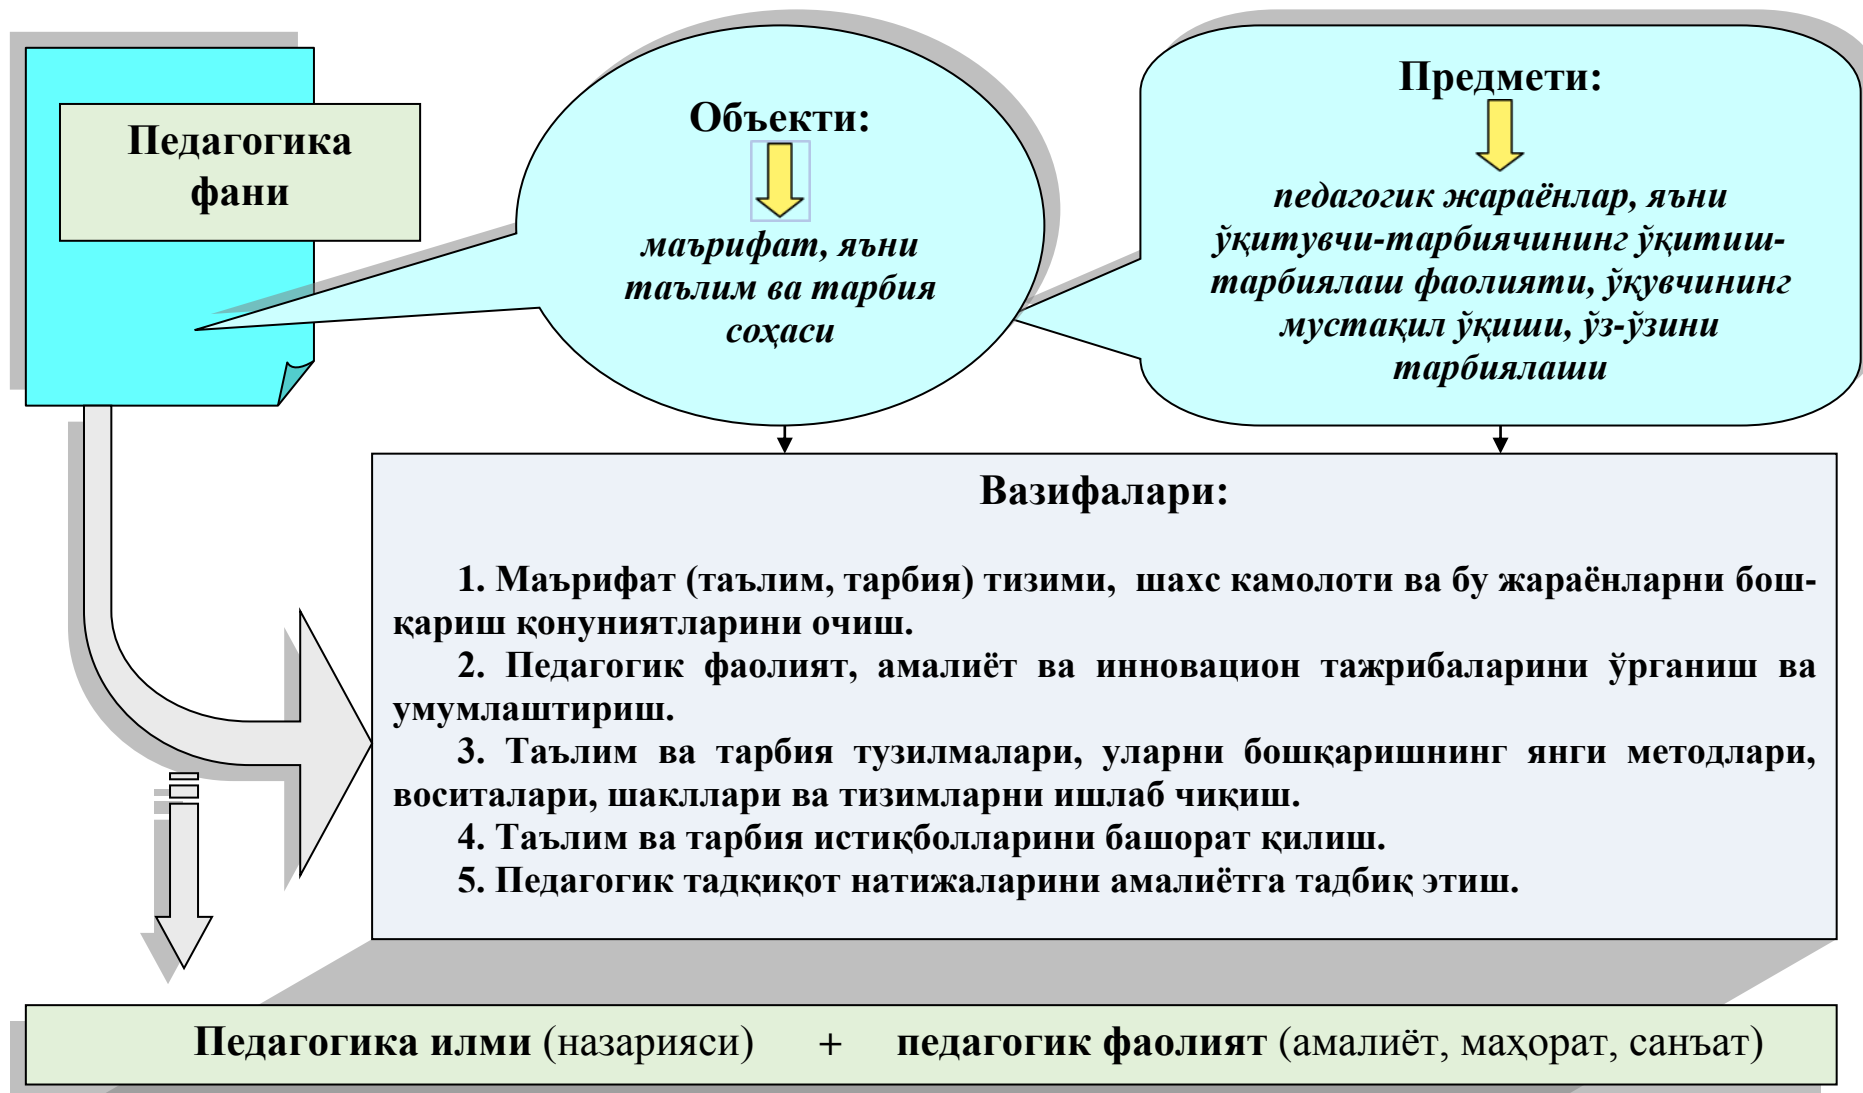 Педагогика
фани
Объекти:
маърифат, яъни
таълим ва тарбия
соҳаси
Предмети:
педагогик жараёнлар, яъни
ўқитувчи-тарбиячининг ўқитиш-
тарбиялаш фаолияти, ўқувчининг
мустақил ўқиши, ўз-ўзини
тарбиялаши
Вазифалари:
1. Маърифат (таълим, тарбия) тизими, шахс камолоти ва бу жараёнларни бош-
қариш қонуниятларини очиш.
2. Педагогик фаолият, амалиёт ва инновацион тажрибаларини ўрганиш ва
умумлаштириш.
3. Таълим ва тарбия тузилмалари, уларни бошқаришнинг янги методлари,
воситалари, шакллари ва тизимларни ишлаб чиқиш.
4. Таълим ва тарбия истиқболларини башорат қилиш.
5. Педагогик тадқиқот натижаларини амалиётга тадбиқ этиш.
Педагогика илми (назарияси) + педагогик фаолият (амалиёт, маҳорат, санъат)